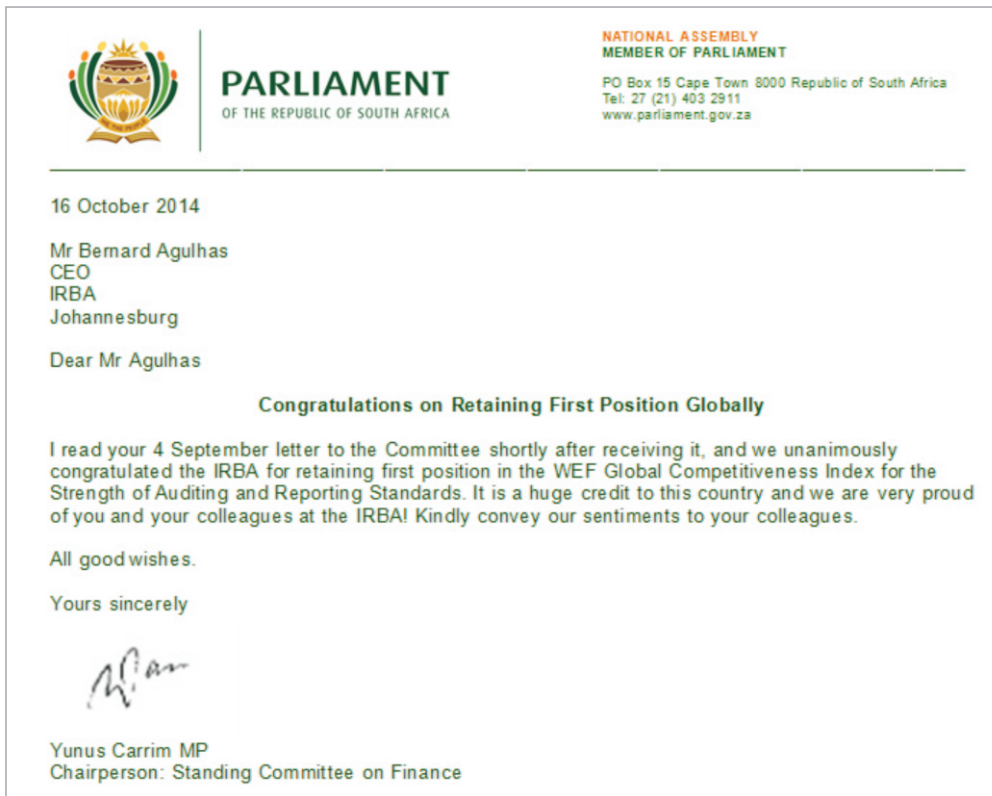 PARLIAMENT
OF THE REPUBLIC OF SOUTH AFRICA
NATIONAL ASSEMBLY
MEMBER OF PARLIAMENT
PO Box 15 Cape Town 8000 Republic of South Africa
Tel: 27 (21) 403 2911
www.parliament.gov.za
16 October 2014
Mr Bernard Agulhas
CEO
IRBA
Johannesburg
Dear Mr Agulhas
Congratulations on Retaining First Position Globally
I read your 4 September letter to the Committee shortly after receiving it, and we unanimously
congratulated the IRBA for retaining first position in the WEF Global Competitiveness Index for the
Strength of Auditing and Reporting Standards. It is a huge credit to this country and we are very proud
of you and your colleagues at the IRBA! Kindly convey our sentiments to your colleagues.
All good wishes.
Yours sincerely
Yunus Carrim MP
Chairperson: Standing Committee on Finance